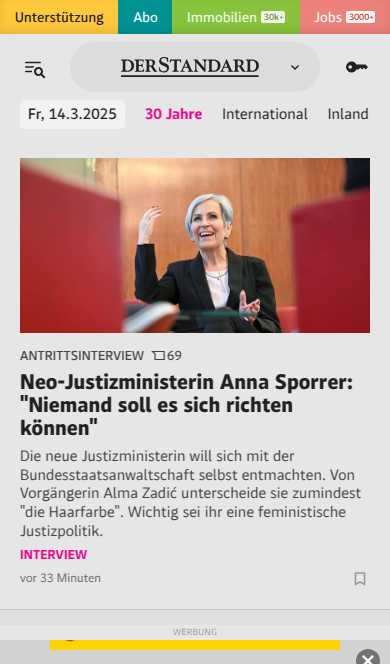 Unterstützung Abo Immobilien 30k+ Jobs 3000+
DERSTANDARD
Fr, 14.3.2025 30 Jahre International Inland
ANTRITTSINTERVIEW 69
Neo-Justizministerin Anna Sporrer:
"Niemand soll es sich richten
können"
Die neue Justizministerin will sich mit der
Bundesstaatsanwaltschaft selbst entmachten. Von
Vorgängerin Alma Zadić unterscheide sie zumindest
"die Haarfarbe". Wichtig sei ihr eine feministische
Justizpolitik.
INTERVIEW
vor 33 Minuten
WERBUNG